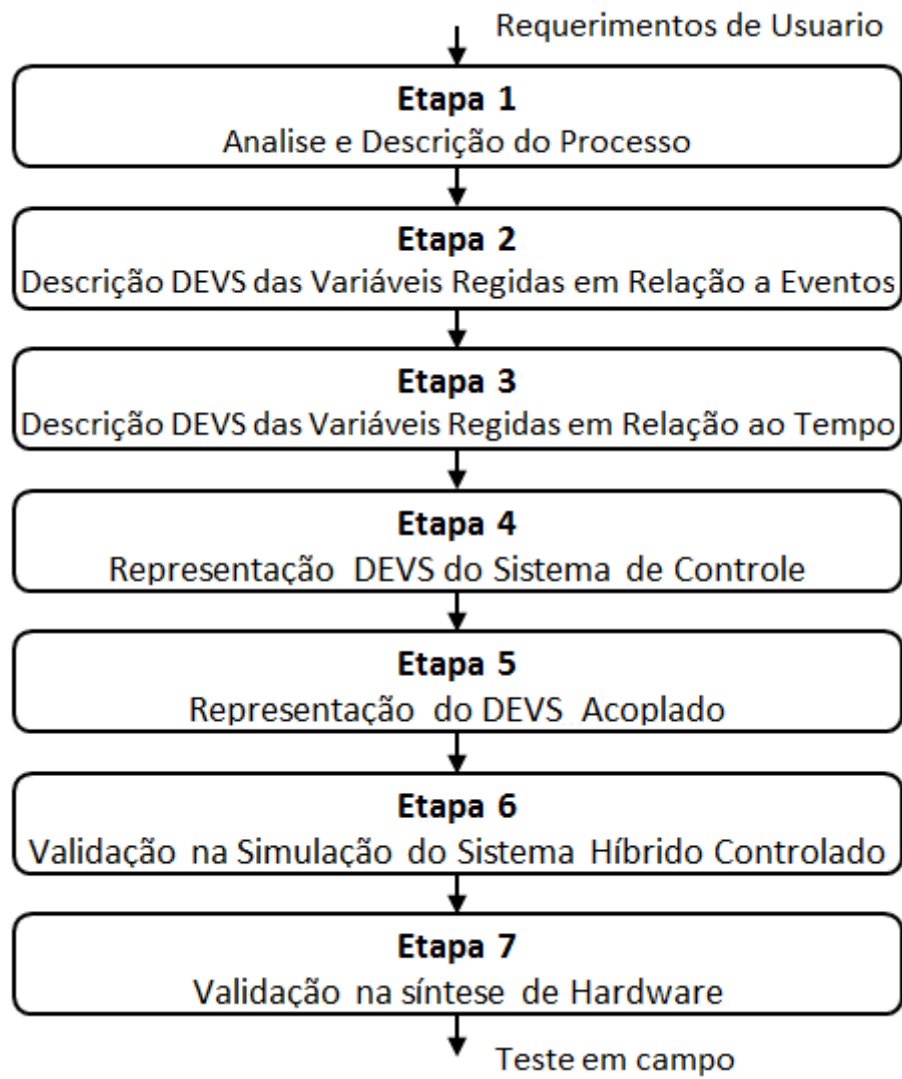 Requerimentos de Usuario
Etapa 1
Analise e Descrição do Processo
Etapa 2
Descrição DEVS das Variáveis Regidas em Relação a Eventos
Etapa 3
Descrição DEVS das Variáveis Regidas em Relação ao Tempo
Etapa 4
Representação DEVS do Sistema de Controle
Etapa 5
Representação do DEVS Acoplado
Etapa 6
Validação na Simulação do Sistema Híbrido Controlado
Etapa 7
Validação na síntese de Hardware
Teste em campo